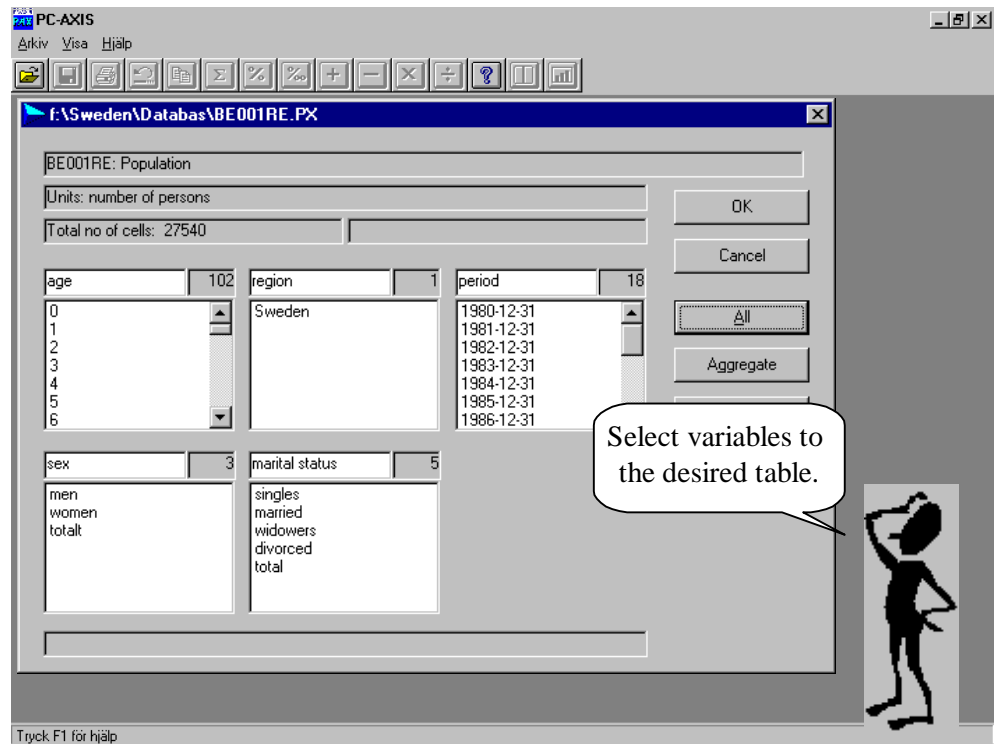 PC-AXIS
Arkiv Visa Hjälp
f:\Sweden\Databas\BE001RE.PX
BE001RE: Population
Units: number of persons
Total no of cells: 27540
OK
Cancel
All
Aggregate
age 102
0
1
2
3
4
5
6
region 1
Sweden
period 18
1980-12-31
1981-12-31
1982-12-31
1983-12-31
1984-12-31
1985-12-31
1986-12-31
Select variables to
the desired table.
sex 3
men
women
totalt
marital status 5
singles
married
widowers
divorced
total
Tryck F1 för hjälp